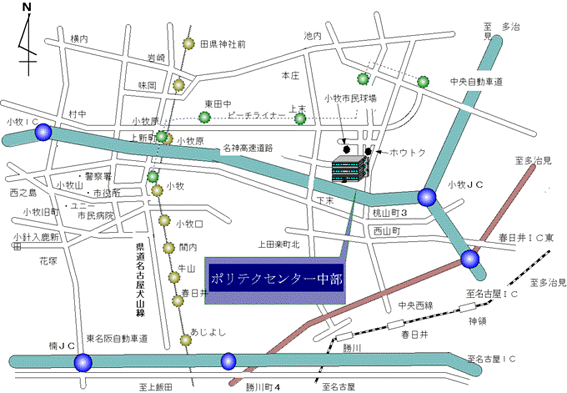 N
横内
岩崎
田県神社前
池内
至 多治見
味岡
本庄
村中
小牧IC
小牧原
東田中
ピーチライナー
上末
小牧市民球場
中央自動車道
上新町
小牧原
名神高速道路
ホウトク
至多治見
西之島
・警察署
小牧山
・市役所
小牧
小牧旧町
・ユニー
市民病院
下末
小牧JC
桃山町3
西山町
小針入鹿新田
小牧口
花塚
県道名古屋犬山線
間内
上田楽町北
春日井IC東
牛山
ポリテクセンター中部
春日井
至名古屋IC
至多治見
中央西線
神領
春日井
勝川
あじよし
楠JC
東名阪自動車道
至上飯田
勝川町4
至名古屋
至名古屋IC